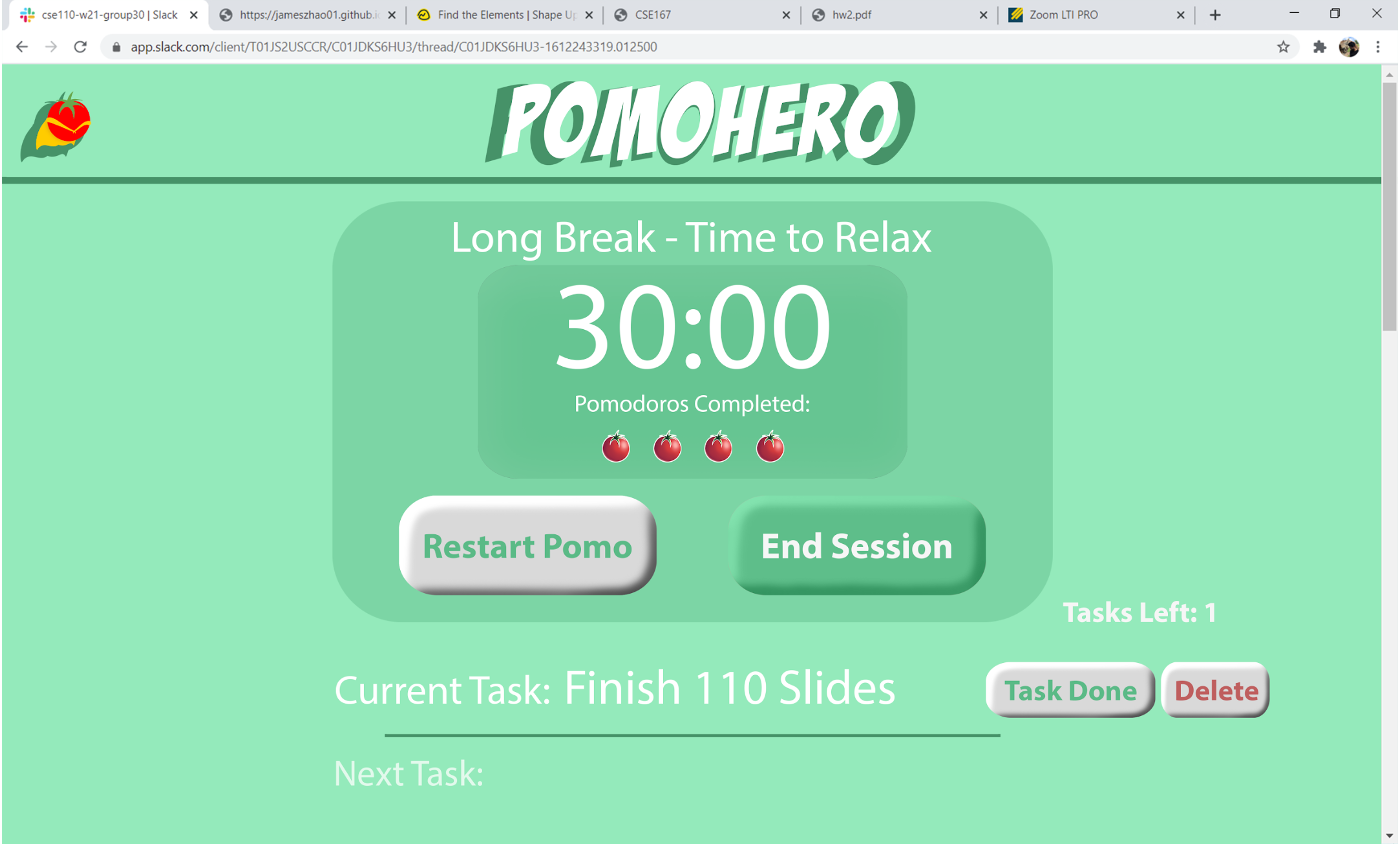 cse110-w21-group30 | Slack
https://jameszhao01.github.i
Find the Elements | Shape U
CSE167
hw2.pdf
Zoom LTI PRO
app.slack.com/client/T01JS2USCCR/C01JDKS6HU3/thread/C01JDKS6HU3-1612243319.012500
POMOHERO
Long Break - Time to Relax
30:00
Pomodoros Completed:
Restart Pomo
End Session
Tasks Left: 1
Current Task: Finish 110 Slides
Task Done
Delete
Next Task: